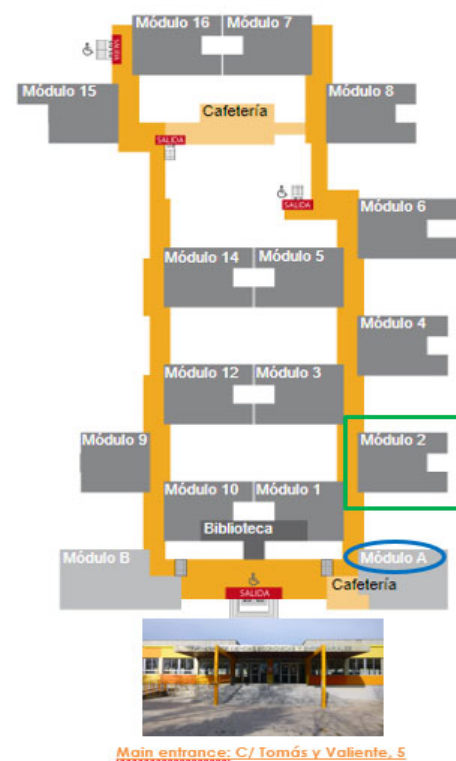 Módulo 16 Módulo 7
SALIDA
Módulo 15 Módulo 8
Cafetería
SALIDA
SALIDA
Módulo 6
Módulo 14 Módulo 5
Módulo 4
Módulo 12 Módulo 3
Módulo 9 Módulo 2
Módulo 10 Módulo 1
Biblioteca
Módulo B Módulo A
SALIDA
Cafetería
Main entrance: C/ Tomás y Valiente, 5